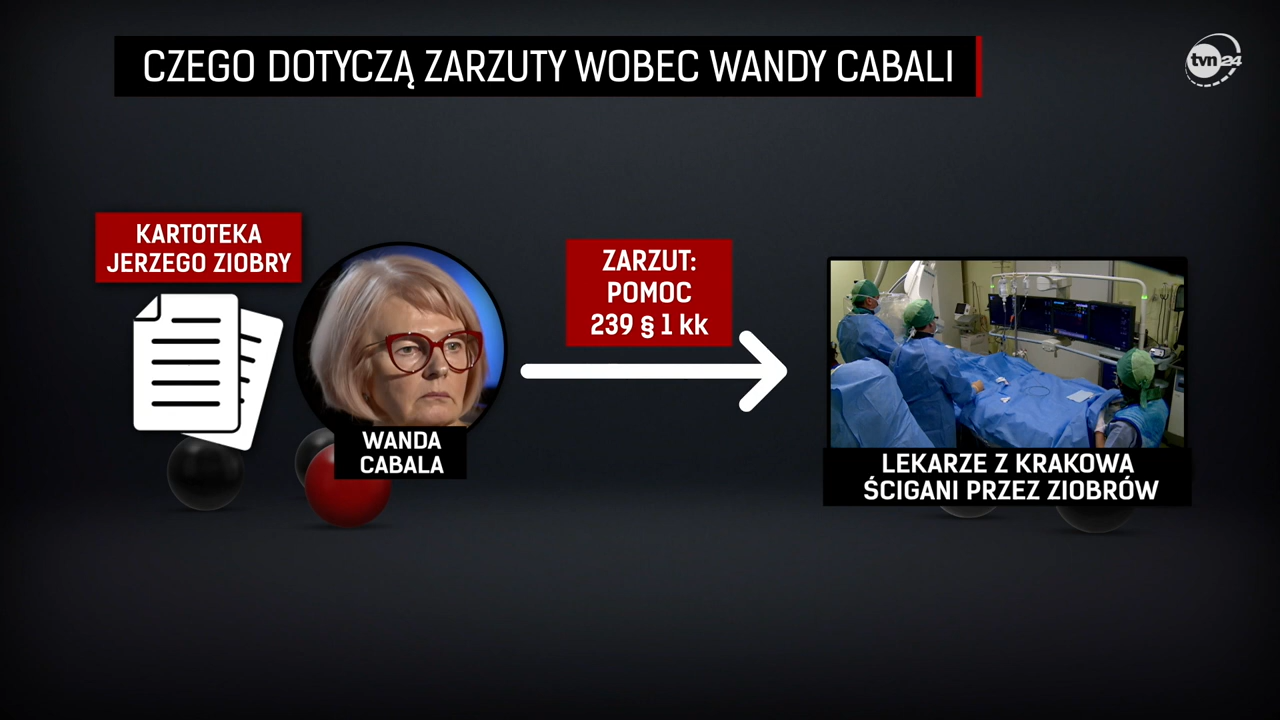 CZEGO DOTYCZĄ ZARZUTY WOBEC WANDY CABALI
tvn24
KARTOTEKA
JERZEGO ZIOBRY
WANDA
CABALA
ZARZUT:
POMOC
239 § 1 kk
LEKARZE Z KRAKOWA
ŚCIGANI PRZEZ ZIOBRÓW